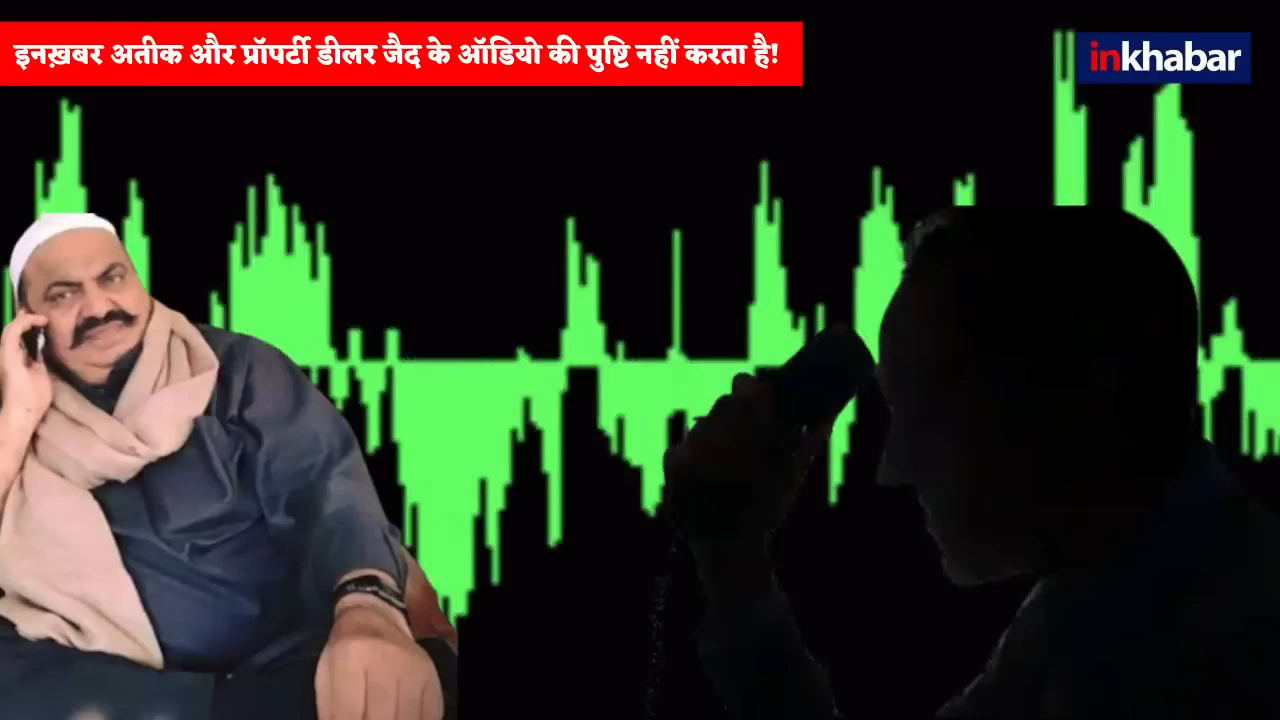 इनख़बर अतीक और प्रॉपर्टी डीलर जैद के ऑडियो की पुष्टि नहीं करता है!
inkhabar